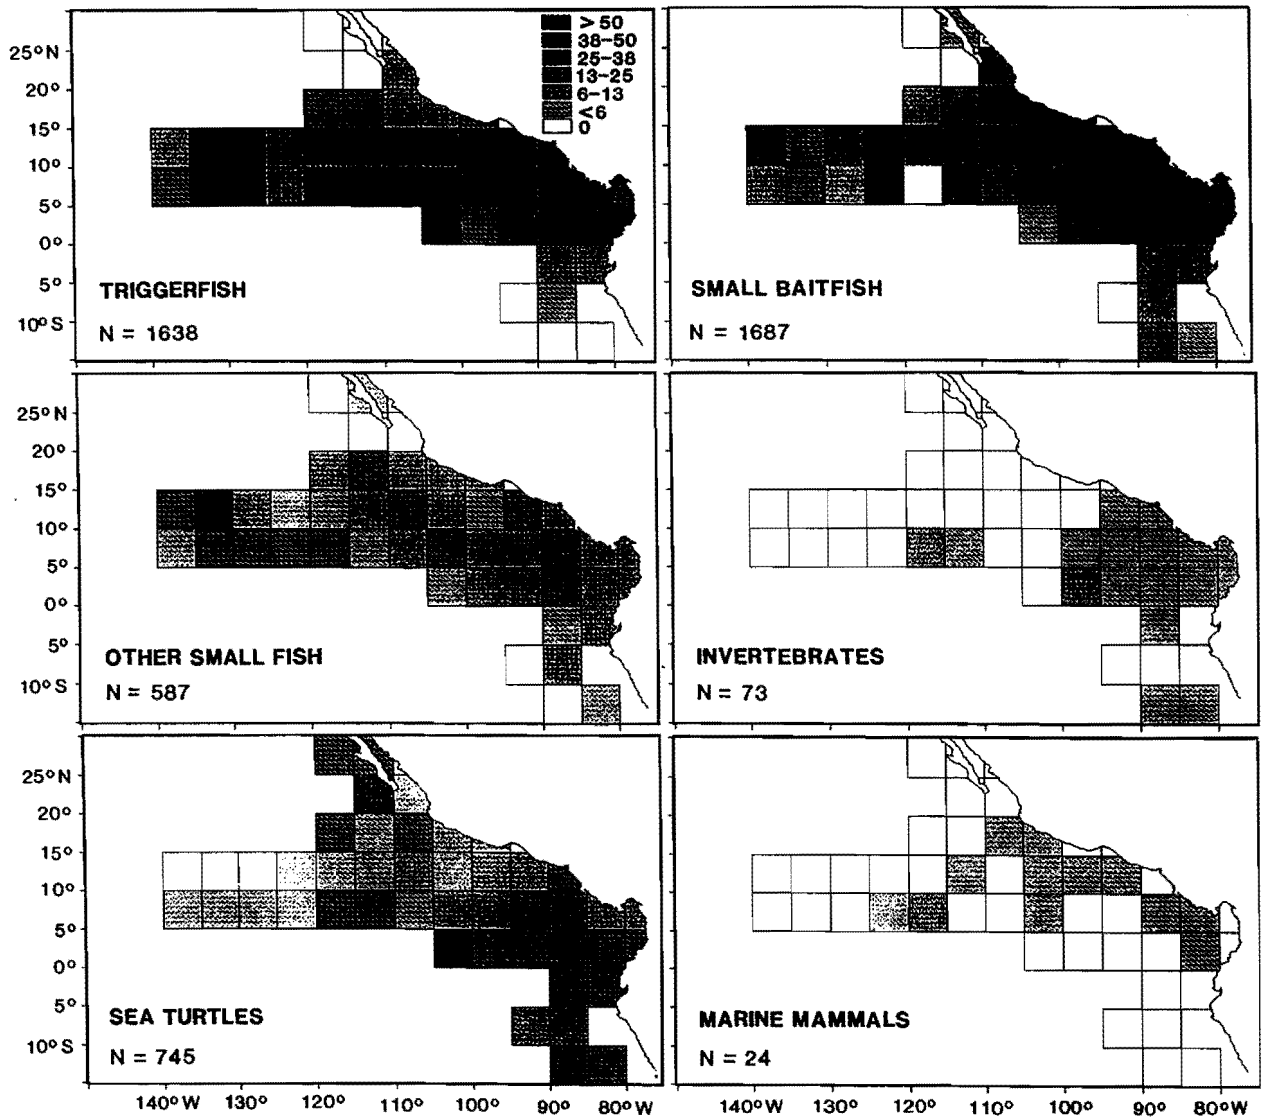 > 50
38–50
25–38
13–25
6–13
<6
0
25° N
20°
15°
10°
5°
0°
5°
10° S
TRIGGERFISH
N = 1638
SMALL BAITFISH
N = 1687
25° N
20°
15°
10°
5°
0°
5°
10° S
OTHER SMALL FISH
N = 587
INVERTEBRATES
N = 73
25° N
20°
15°
10°
5°
0°
5°
10° S
SEA TURTLES
N = 745
MARINE MAMMALS
N = 24
140° W 130° 120° 110° 100° 90° 80° W
140° W 130° 120° 110° 100° 90° 80° W